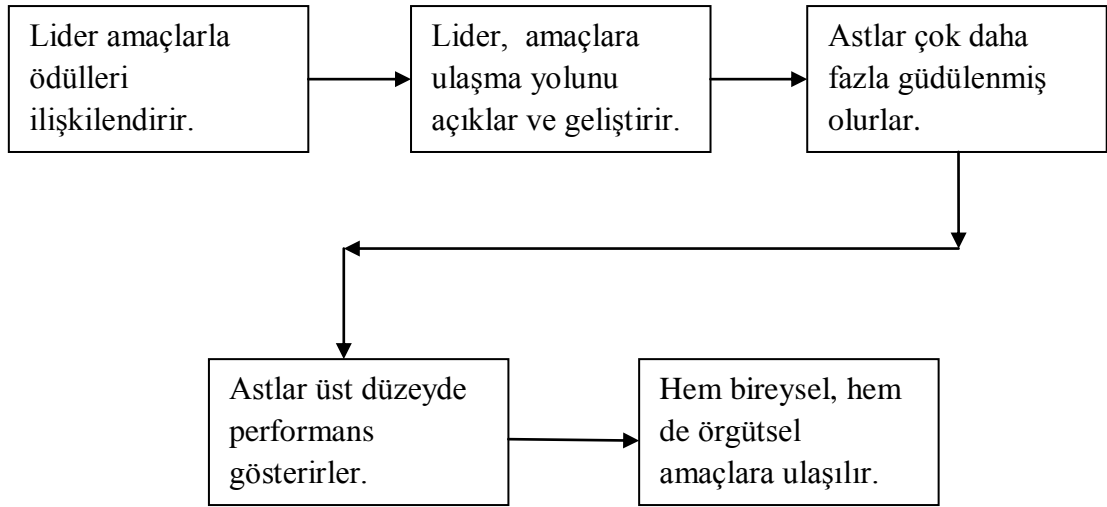 Lider amaçlarla
ödülleri
ilişkilendirir.
Lider, amaçlara
ulaşma yolunu
açıklar ve geliştirir.
Astlar çok daha
fazla güdülenmiş
olurlar.
Astlar üst düzeyde
performans
gösterirler.
Hem bireysel, hem
de örgütsel
amaçlara ulaşılır.